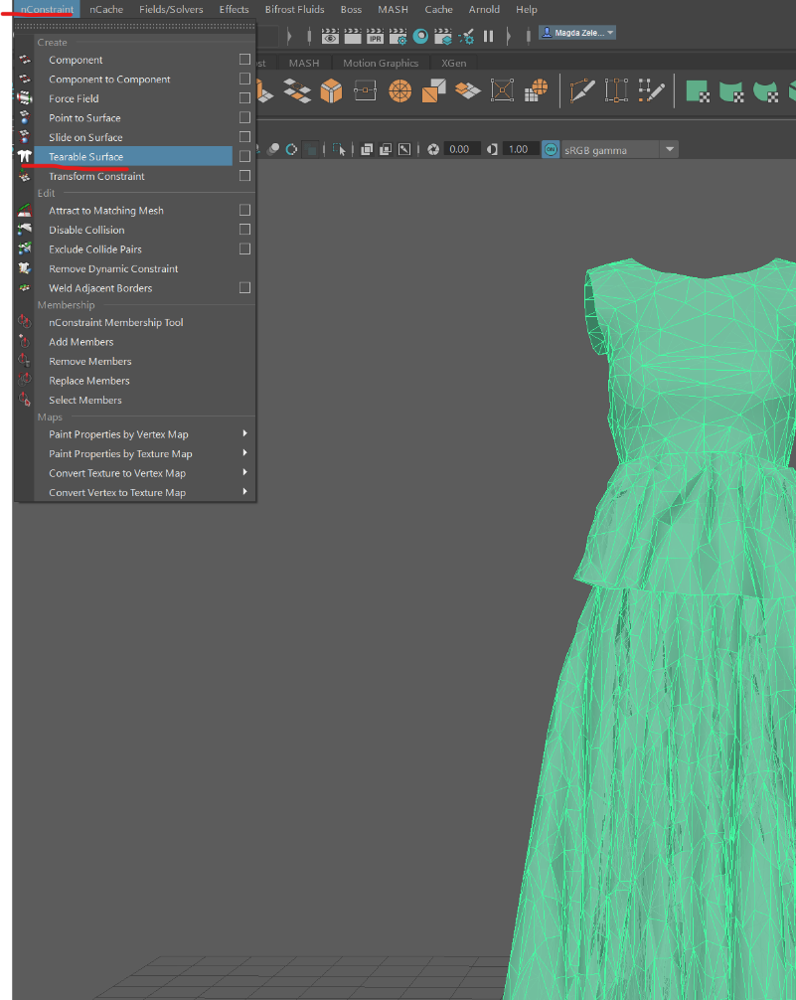 nConstraint nCache Fields/Solvers Effects Bifrost Fluids Boss MASH Cache Arnold Help
IPR Magda Zele...
MASH Motion Graphics XGen
0.00 1.00 ON sRGB gamma
Create
Component
Component to Component
Force Field
Point to Surface
Slide on Surface
Tearable Surface
Transform Constraint
Edit
Attract to Matching Mesh
Disable Collision
Exclude Collide Pairs
Remove Dynamic Constraint
Weld Adjacent Borders
Membership
nConstraint Membership Tool
Add Members
Remove Members
Replace Members
Select Members
Maps
Paint Properties by Vertex Map
Paint Properties by Texture Map
Convert Texture to Vertex Map
Convert Vertex to Texture Map